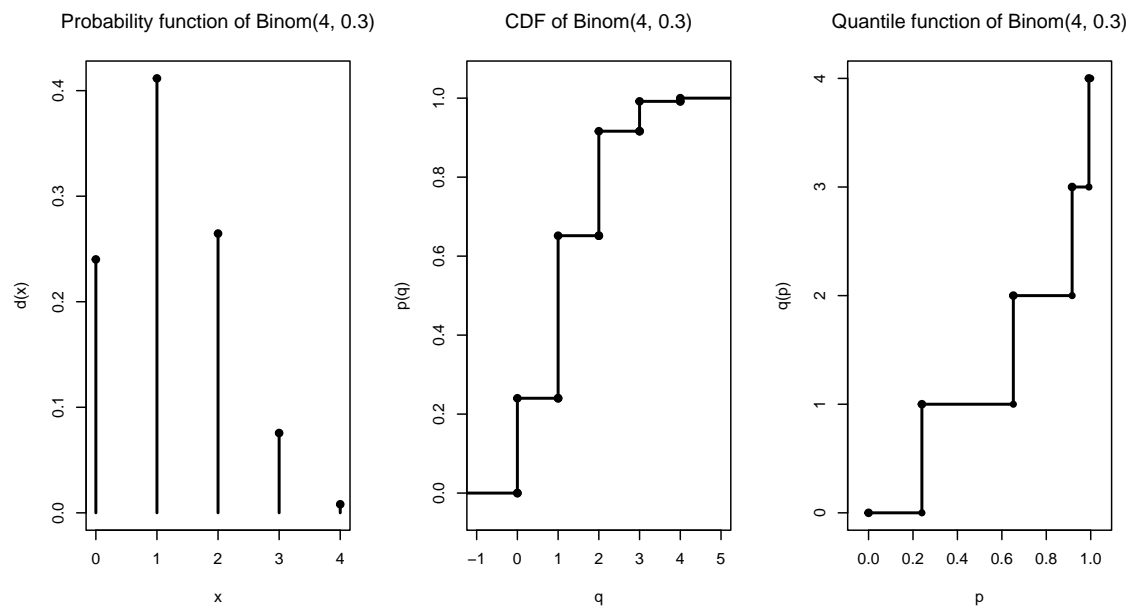 Probability function of Binom(4, 0.3)
0.0
0.1
0.2
0.3
0.4
d(x)
0 1 2 3 4
x
CDF of Binom(4, 0.3)
0.0
0.2
0.4
0.6
0.8
1.0
p(q)
−1 0 1 2 3 4 5
q
Quantile function of Binom(4, 0.3)
0
1
2
3
4
q(p)
0.0 0.2 0.4 0.6 0.8 1.0
p